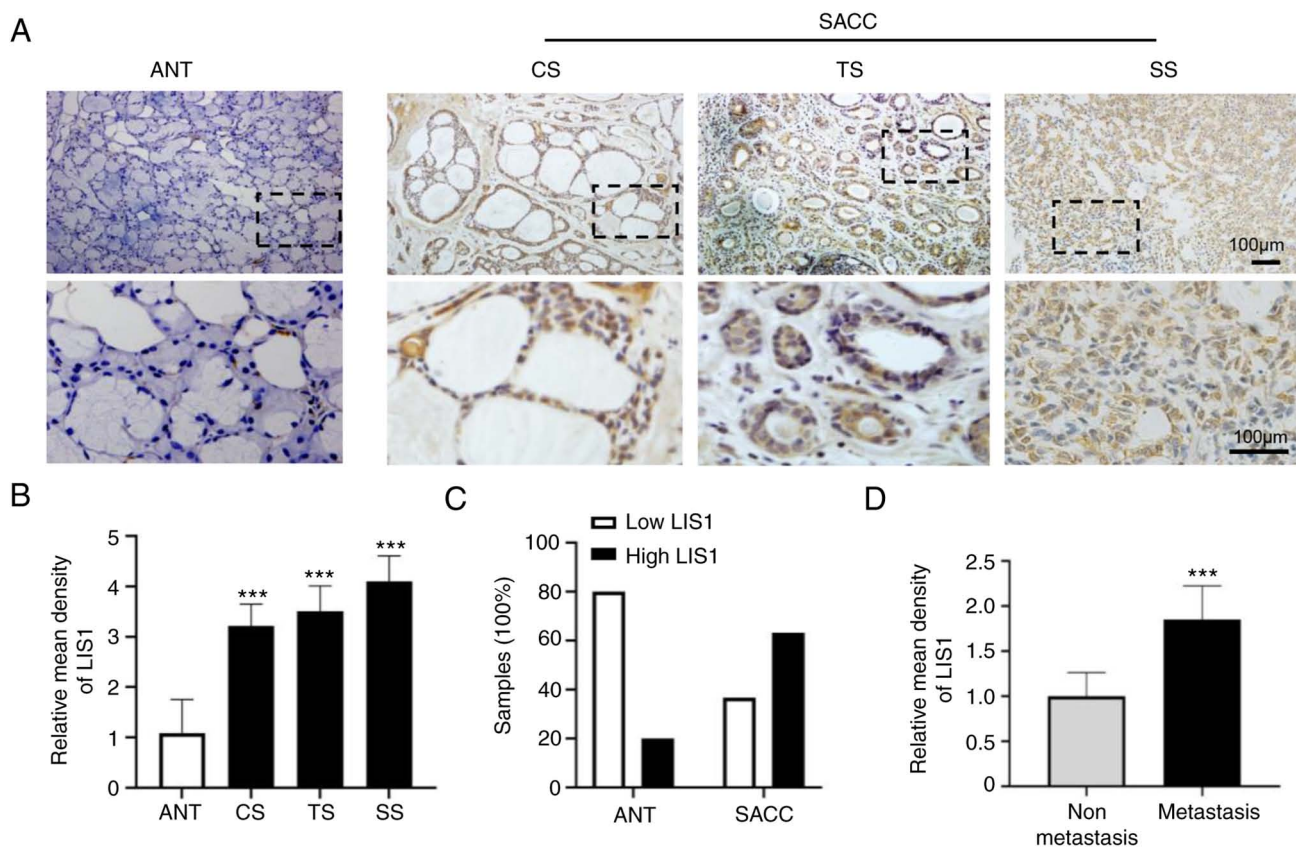 A
SACC
ANT
CS
TS
SS
100µm
100µm
B
Relative mean density
of LIS1
5
4
3
2
1
0
***
***
***
ANT
CS
TS
SS
C
Low LIS1
High LIS1
Samples (100%)
100
80
60
40
20
0
ANT
SACC
D
Relative mean density
of LIS1
2.5
2.0
1.5
1.0
0.5
0
***
Non
metastasis
Metastasis